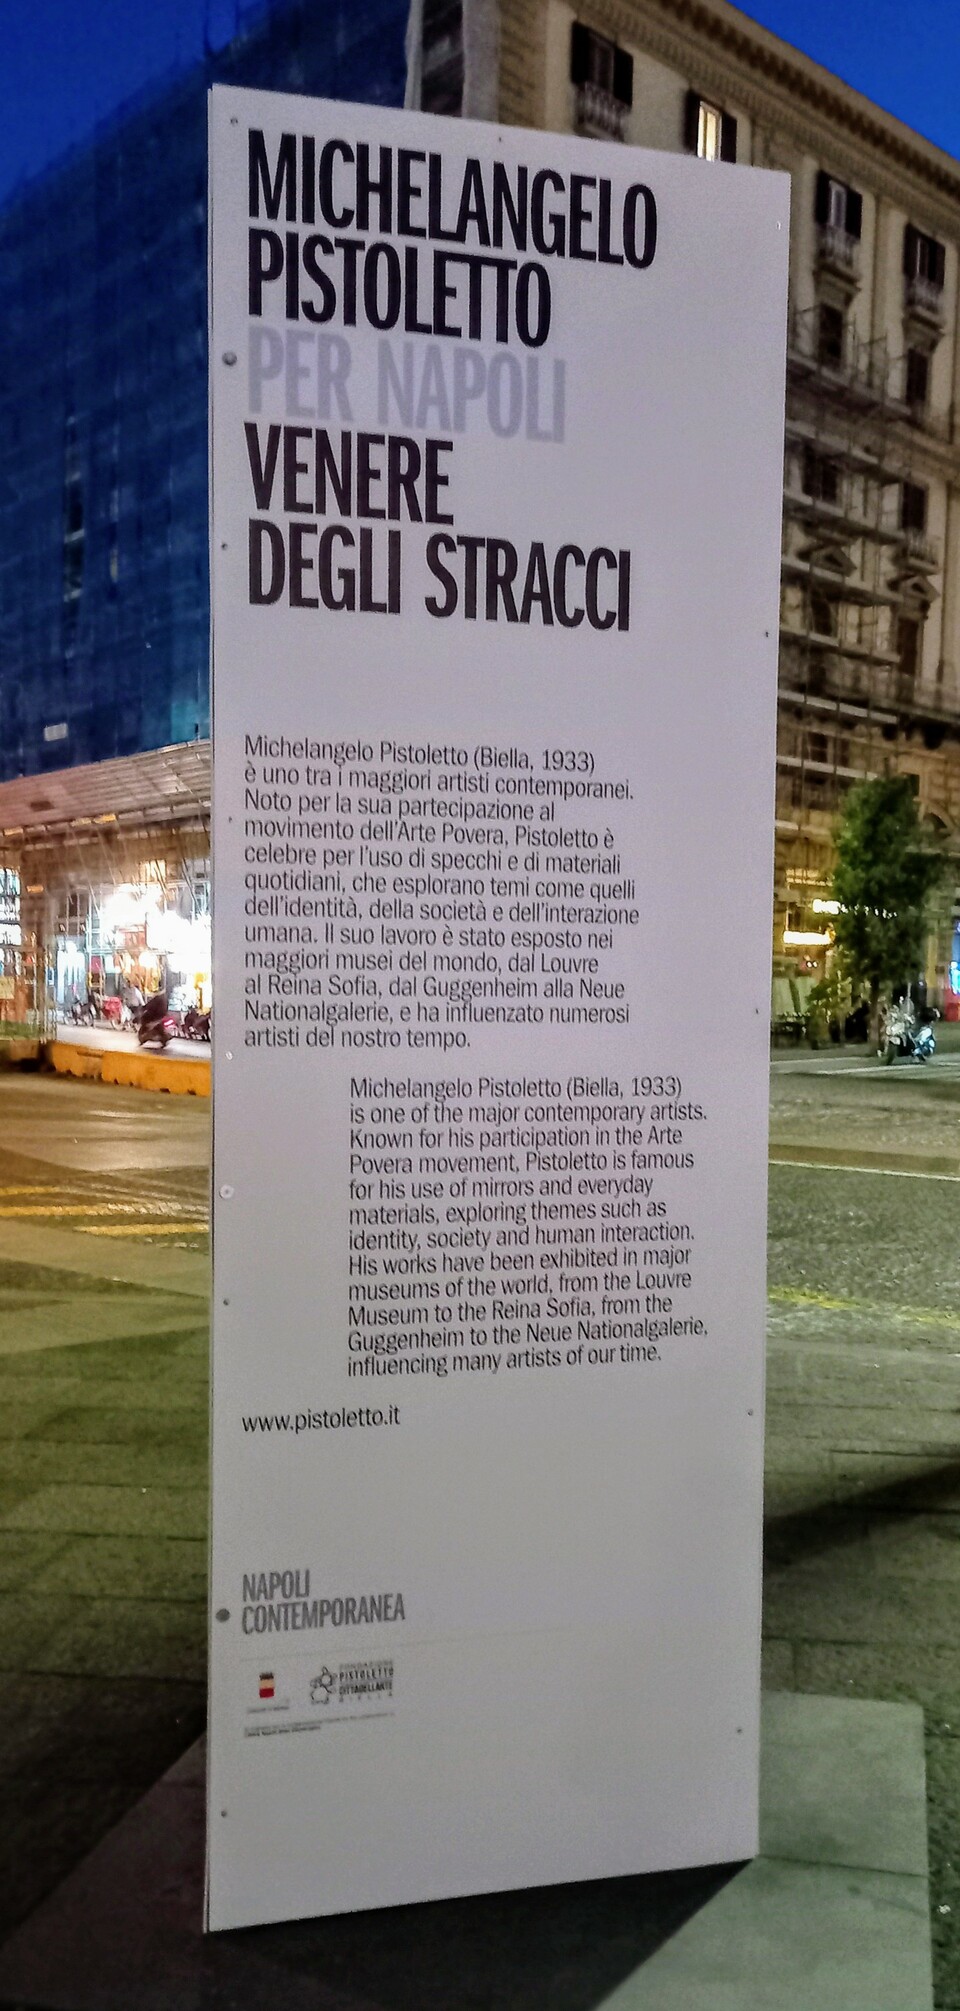 MICHELANGELO
PISTOLETTO
PER NAPOLI
VENERE
DEGLI STRACCI
Michelangelo Pistoletto (Biella, 1933)
è uno tra i maggiori artisti contemporanei.
Noto per la sua partecipazione al
movimento dell'Arte Povera, Pistoletto è
celebre per l'uso di specchi e di materiali
quotidiani, che esplorano temi come quelli
dell'identità, della società e dell'interazione
umana. Il suo lavoro è stato esposto nei
maggiori musei del mondo, dal Louvre
al Reina Sofia, dal Guggenheim alla Neue
Nationalgalerie, e ha influenzato numerosi
artisti del nostro tempo.
Michelangelo Pistoletto (Biella, 1933)
is one of the major contemporary artists.
Known for his participation in the Arte
Povera movement, Pistoletto is famous
for his use of mirrors and everyday
materials, exploring themes such as
identity, society and human interaction.
His works have been exhibited in major
museums of the world, from the Louvre
Museum to the Reina Sofia, from the
Guggenheim to the Neue Nationalgalerie,
influencing many artists of our time.
www.pistoletto.it
NAPOLI
CONTEMPORANEA
FONDAZIONE
PISTOLETTO
CITTADELLARTE
BIELLA